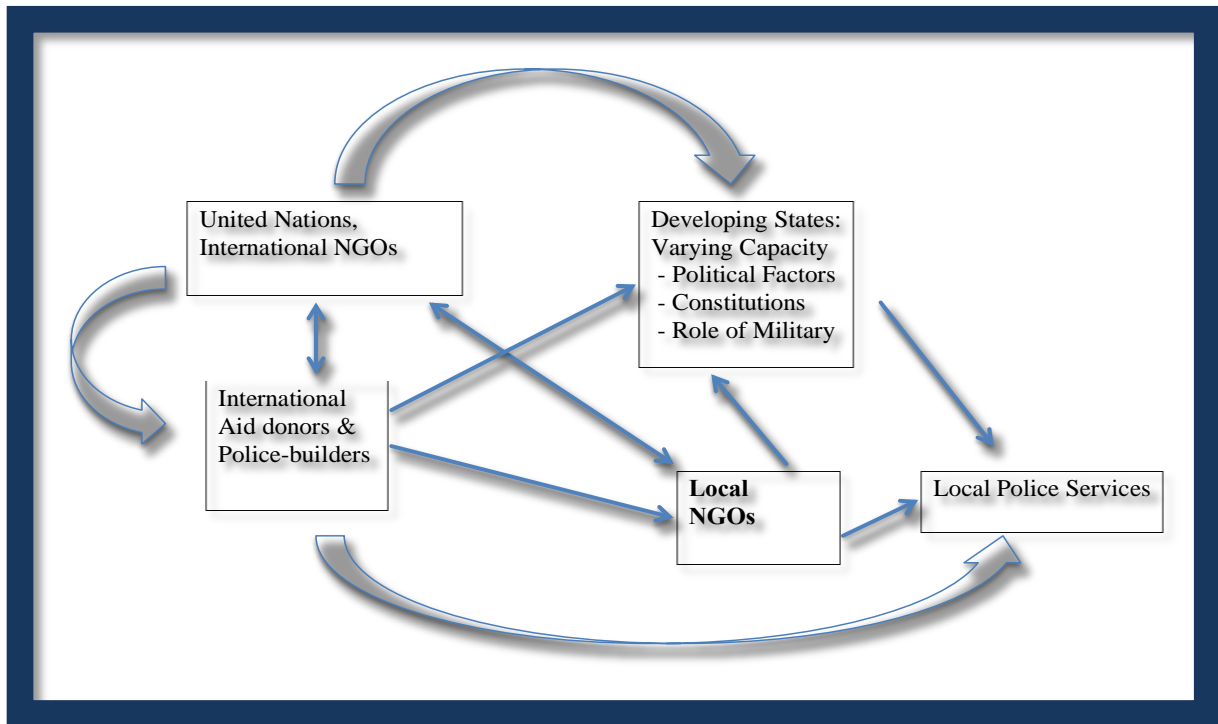 United Nations,
International NGOs
Developing States:
Varying Capacity
- Political Factors
- Constitutions
- Role of Military
International
Aid donors &
Police-builders
Local
NGOs
Local Police Services